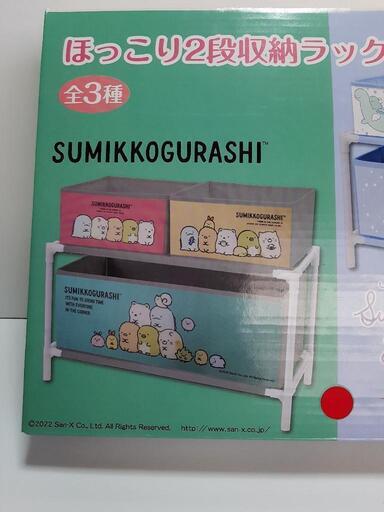 ほっこり2段収納ラック
全3種
SUMIKKOGURASHI™
SUMIKKOGURASHI
SUMIKKOGURASHI
SUMIKKOGURASHI
IT'S FUN TO SPEND TIME
WITH EVERYONE
IN THE CORNER
©2022 San-X Co., Ltd. All Rights Reserved.
http://www.san-x.co.jp/